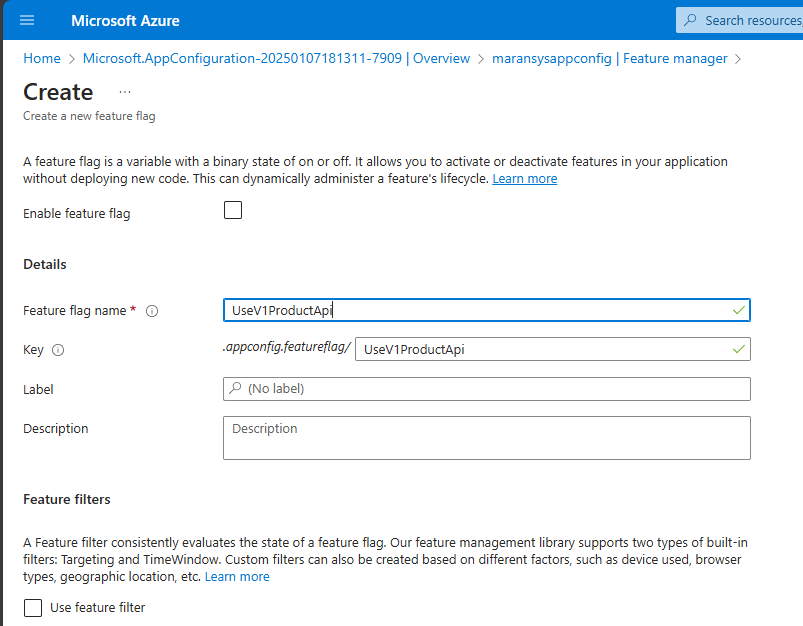 Microsoft Azure
Search resources,
Home > Microsoft.AppConfiguration-20250107181311-7909 | Overview > maransysappconfig | Feature manager >
Create ...
Create a new feature flag
A feature flag is a variable with a binary state of on or off. It allows you to activate or deactivate features in your application
without deploying new code. This can dynamically administer a feature's lifecycle. Learn more
Enable feature flag
Details
Feature flag name *
UseV1ProductApi
Key
.appconfig.featureflag/
UseV1ProductApi
Label
(No label)
Description
Description
Feature filters
A Feature filter consistently evaluates the state of a feature flag. Our feature management library supports two types of built-in
filters: Targeting and TimeWindow. Custom filters can also be created based on different factors, such as device used, browser
types, geographic location, etc. Learn more
Use feature filter